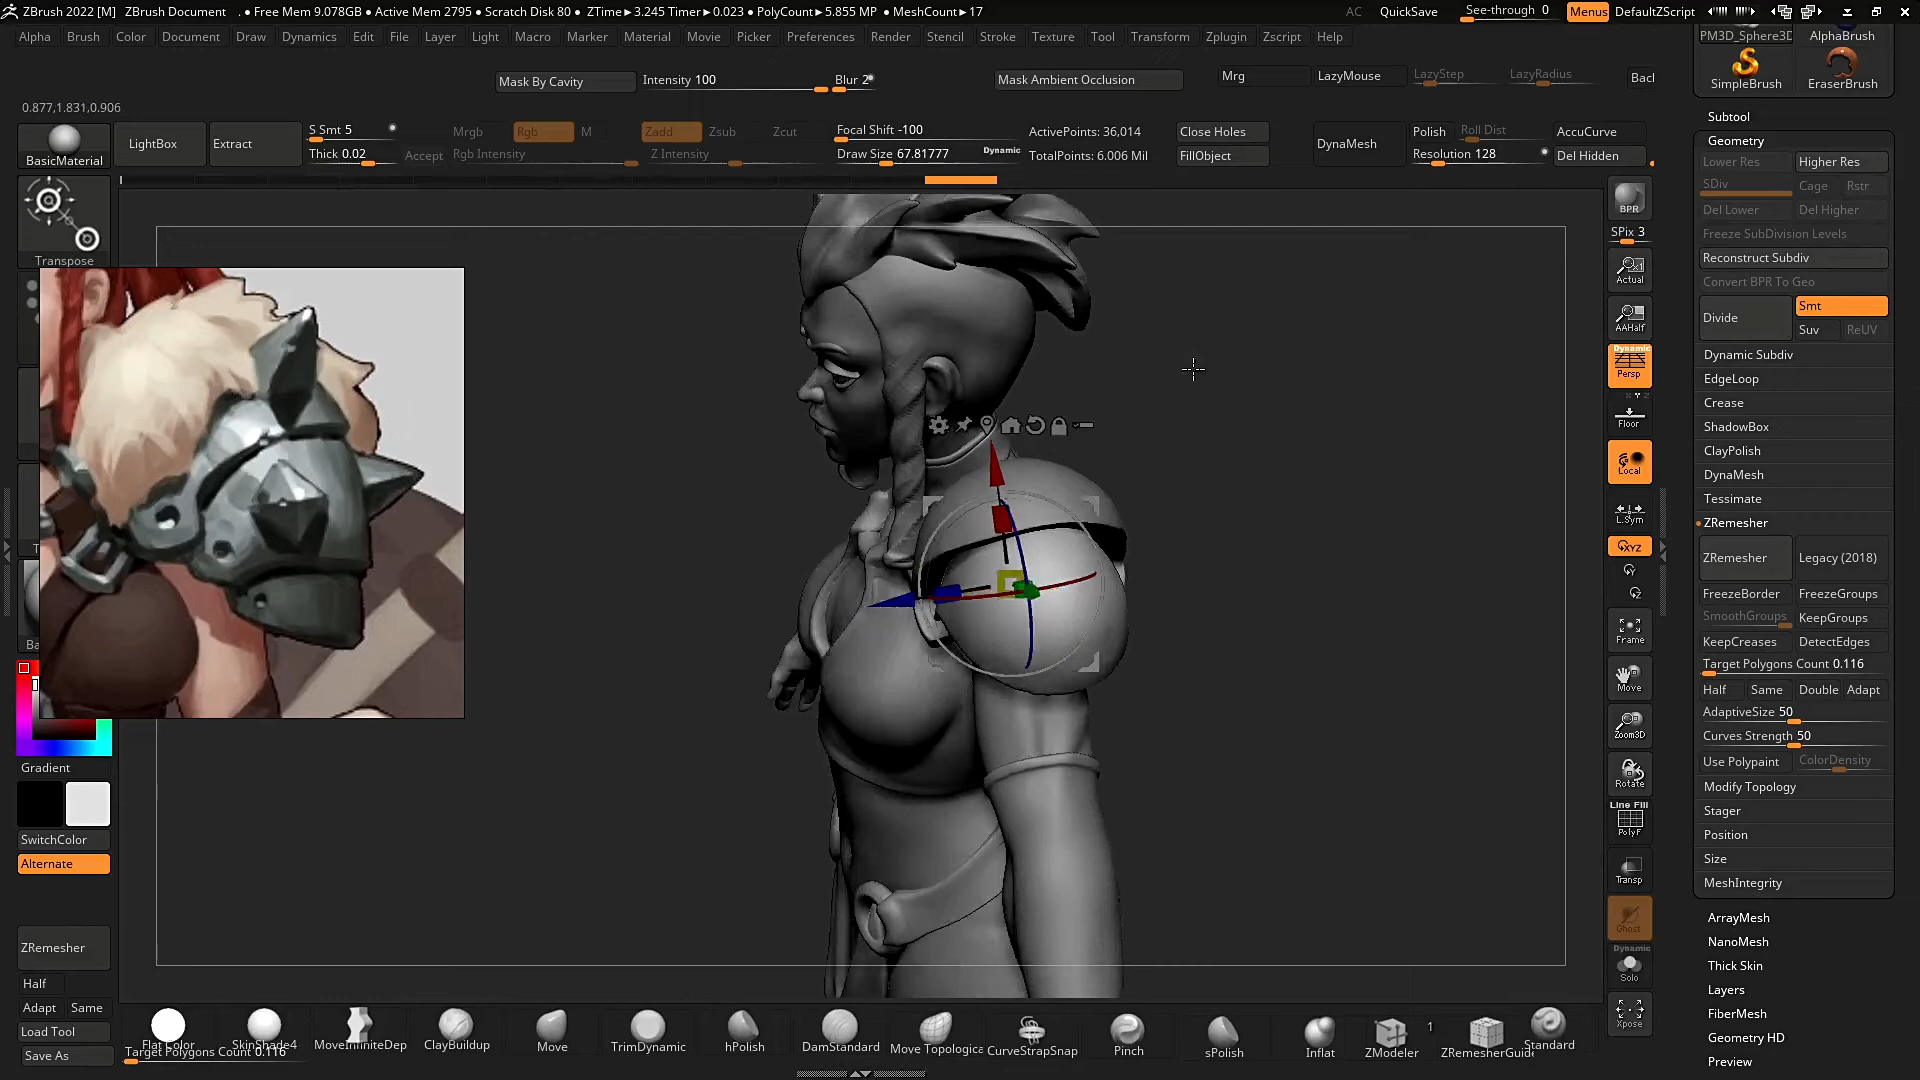 ZBrush 2022 [M] ZBrush Document . ● Free Mem 9.078GB ● Active Mem 2795 ● Scratch Disk 80 ● ZTime►3.245 Timer►0.023 ● PolyCount►5.855 MP ● MeshCount►17 AC QuickSave See-through 0 Menus DefaultZScript
Alpha Brush Color Document Draw Dynamics Edit File Layer Light Macro Marker Material Movie Picker Preferences Render Stencil Stroke Texture Tool Transform Zplugin Zscript Help
PM3D_Sphere3D AlphaBrush
SimpleBrush EraserBrush
Mask By Cavity Intensity 100 Blur 2 Mask Ambient Occlusion Mrg LazyMouse LazyStep LazyRadius Bacl
0.877,1.831,0.906
BasicMaterial LightBox Extract
S Smt 5 Mrgb Rgb M Zadd Zsub Zcut Focal Shift -100 ActivePoints: 36,014 Close Holes DynaMesh Polish Roll Dist AccuCurve
Thick 0.02 Accept Rgb Intensity Z Intensity Draw Size 67.81777 Dynamic TotalPoints: 6.006 Mil FillObject Resolution 128 Del Hidden
Transpose
Gradient
SwitchColor
Alternate
ZRemesher
Half
Adapt Same
Load Tool
Save As
BPR
SPix 3
Actual
AAHalf
Dynamic
Persp
Floor
Local
L.Sym
XYZ
Y
Z
Frame
Move
Zoom3D
Rotate
Line Fill
PolyF
Transp
Ghost
Dynamic
Solo
Xpose
Subtool
Geometry
Lower Res Higher Res
SDiv Cage Rstr
Del Lower Del Higher
Freeze SubDivision Levels
Reconstruct Subdiv
Convert BPR To Geo
Divide Smt
Suv ReUV
Dynamic Subdiv
EdgeLoop
Crease
ShadowBox
ClayPolish
DynaMesh
Tessimate
ZRemesher
ZRemesher Legacy (2018)
FreezeBorder FreezeGroups
SmoothGroups KeepGroups
KeepCreases DetectEdges
Target Polygons Count 0.116
Half Same Double Adapt
AdaptiveSize 50
Curves Strength 50
Use Polypaint ColorDensity
Modify Topology
Stager
Position
Size
MeshIntegrity
ArrayMesh
NanoMesh
Thick Skin
Layers
FiberMesh
Geometry HD
Preview
Flat Color SkinShade4 MoveInfiniteDep ClayBuildup Move TrimDynamic hPolish DamStandard Move Topologica CurveStrapSnap Pinch sPolish Inflat ZModeler 1 ZRemesherGuide Standard
Target Polygons Count 0.116